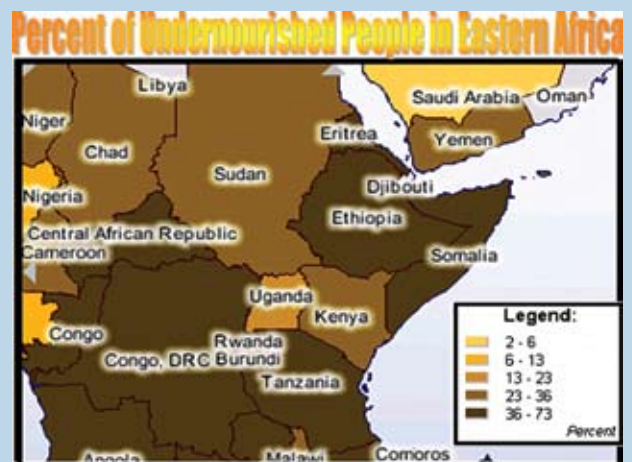 Percent of Undernourished People in Eastern Africa
Libya
Saudi Arabia
Oman
Niger
Eritrea
Yemen
Chad
Sudan
Djibouti
Nigeria
Ethiopia
Central African Republic
Cameroon
Somalia
Uganda
Kenya
Congo
Rwanda
Congo, DRC
Burundi
Tanzania
Angola
Malawi
Comoros
Legend:
2 - 6
6 - 13
13 - 23
23 - 36
36 - 73
Percent